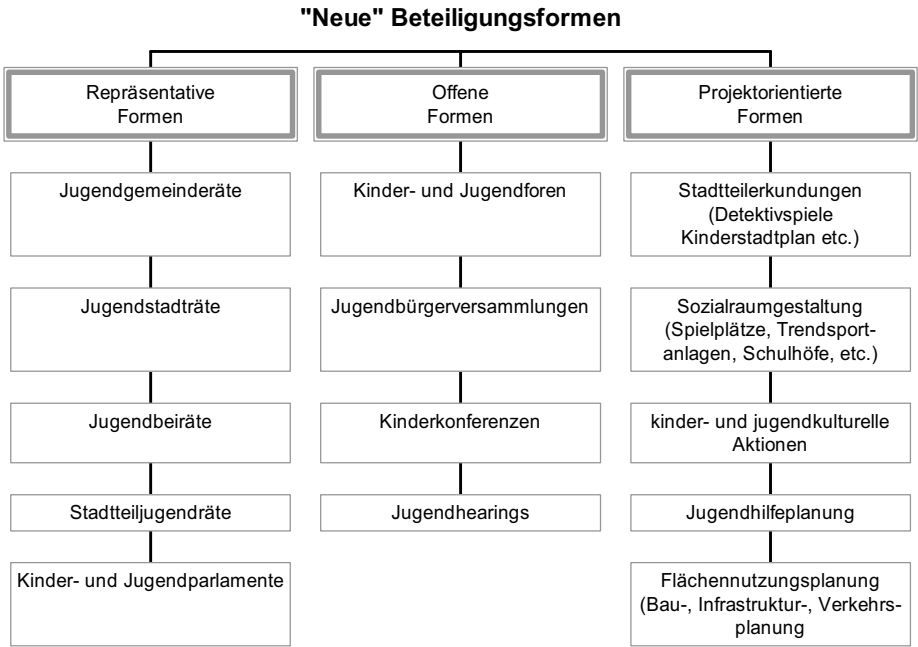 "Neue" Beteiligungsformen
Repräsentative
Formen
Jugendgemeinderäte
Jugendstadträte
Jugendbeiräte
Stadtteiljugendräte
Kinder- und Jugendparlamente
Offene
Formen
Kinder- und Jugendforen
Jugendbürgerversammlungen
Kinderkonferenzen
Jugendhearings
Projektorientierte
Formen
Stadtteilerkundungen
(Detektivspiele
Kinderstadtplan etc.)
Sozialraumgestaltung
(Spielplätze, Trendsport-
anlagen, Schulhöfe, etc.)
kinder- und jugendkulturelle
Aktionen
Jugendhilfeplanung
Flächennutzungsplanung
(Bau-, Infrastruktur-, Verkehrs-
planung